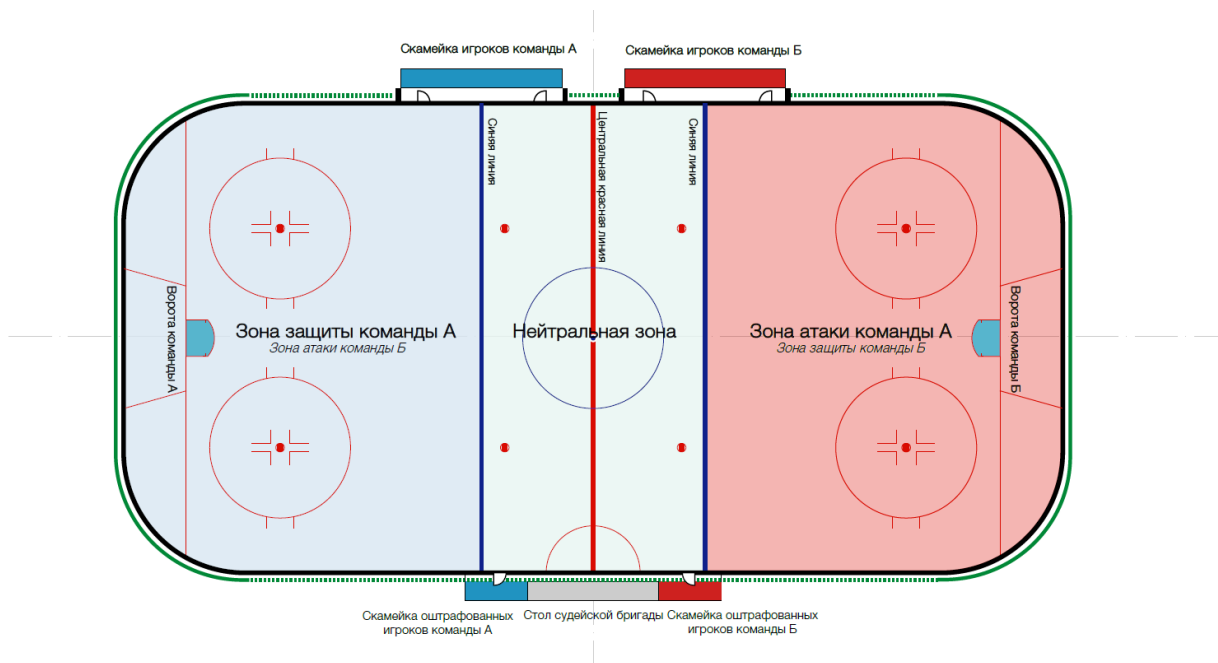 Скамейка игроков команды А
Скамейка игроков команды Б
Синяя линия
Центральная красная линия
Синяя линия
Ворота команды А
Зона защиты команды А
Зона атаки команды Б
Нейтральная зона
Зона атаки команды А
Зона защиты команды Б
Ворота команды Б
Скамейка оштрафованных
игроков команды А
Стол судейской бригады
Скамейка оштрафованных
игроков команды Б